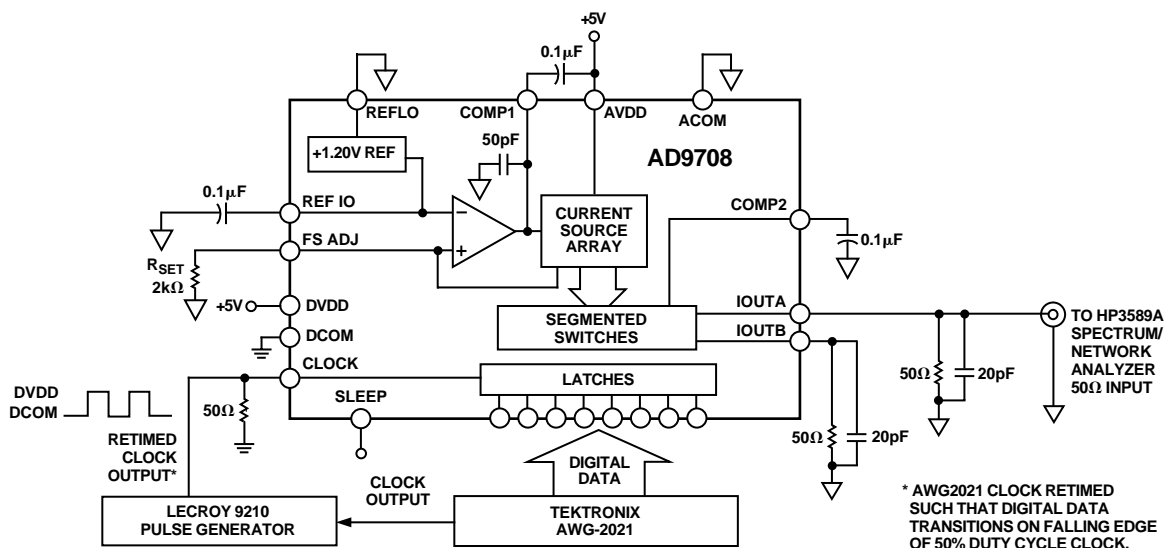 +5V
0.1µF
REFLO
COMP1
AVDD
ACOM
50pF
+1.20V REF
AD9708
0.1µF
REF IO
–
CURRENT
SOURCE
ARRAY
COMP2
0.1µF
FS ADJ
+
RSET
2kΩ
+5V
DVDD
DCOM
SEGMENTED
SWITCHES
IOUTA
IOUTB
TO HP3589A
SPECTRUM/
NETWORK
ANALYZER
50Ω INPUT
CLOCK
LATCHES
50Ω
20pF
DVDD
DCOM
50Ω
SLEEP
50Ω
20pF
RETIMED
CLOCK
OUTPUT*
DIGITAL
DATA
CLOCK
OUTPUT
LECROY 9210
PULSE GENERATOR
TEKTRONIX
AWG-2021
* AWG2021 CLOCK RETIMED
SUCH THAT DIGITAL DATA
TRANSITIONS ON FALLING EDGE
OF 50% DUTY CYCLE CLOCK.